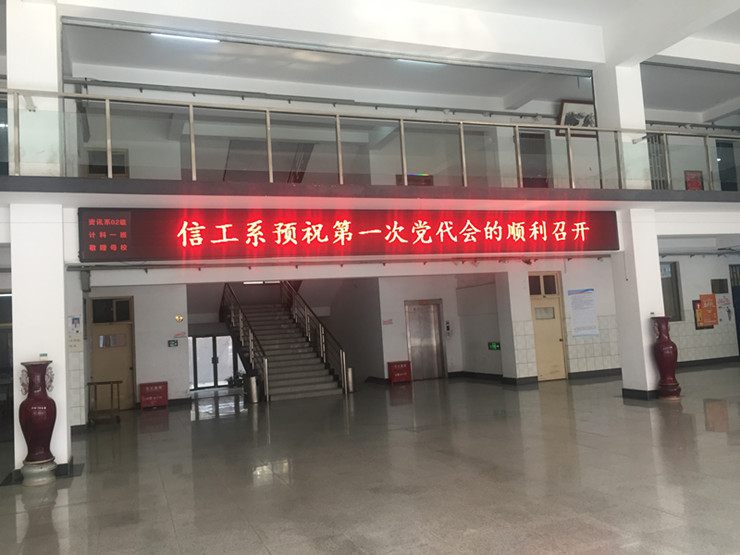 资讯系02级
计科一班
敬赠母校
信工系预祝第一次党代会的顺利召开